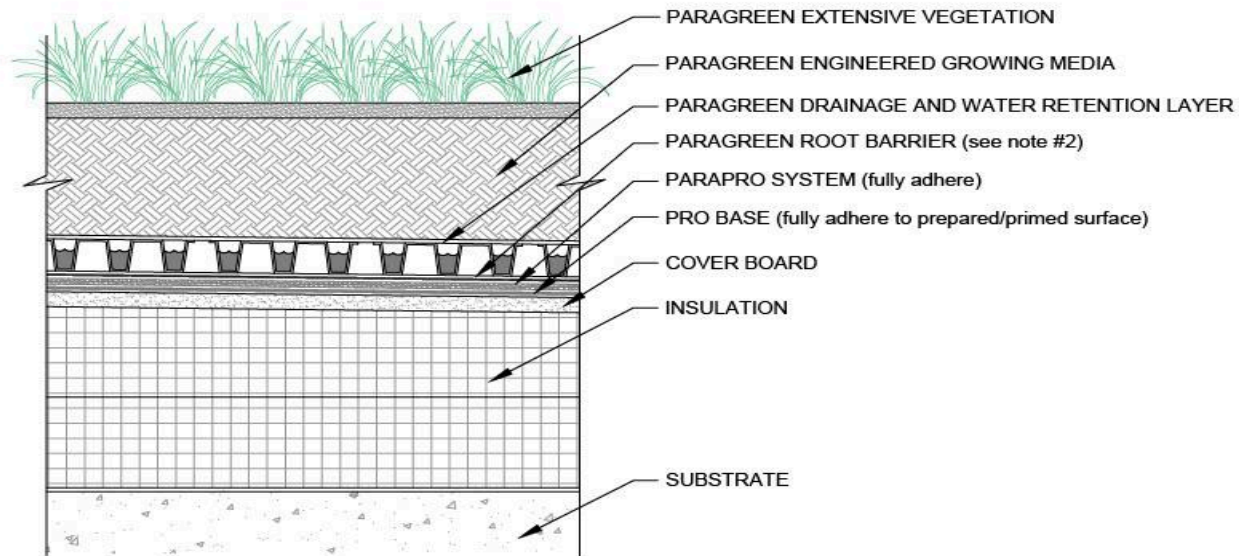 PARAGREEN EXTENSIVE VEGETATION
PARAGREEN ENGINEERED GROWING MEDIA
PARAGREEN DRAINAGE AND WATER RETENTION LAYER
PARAGREEN ROOT BARRIER (see note #2)
PARAPRO SYSTEM (fully adhere)
PRO BASE (fully adhere to prepared/primed surface)
COVER BOARD
INSULATION
SUBSTRATE